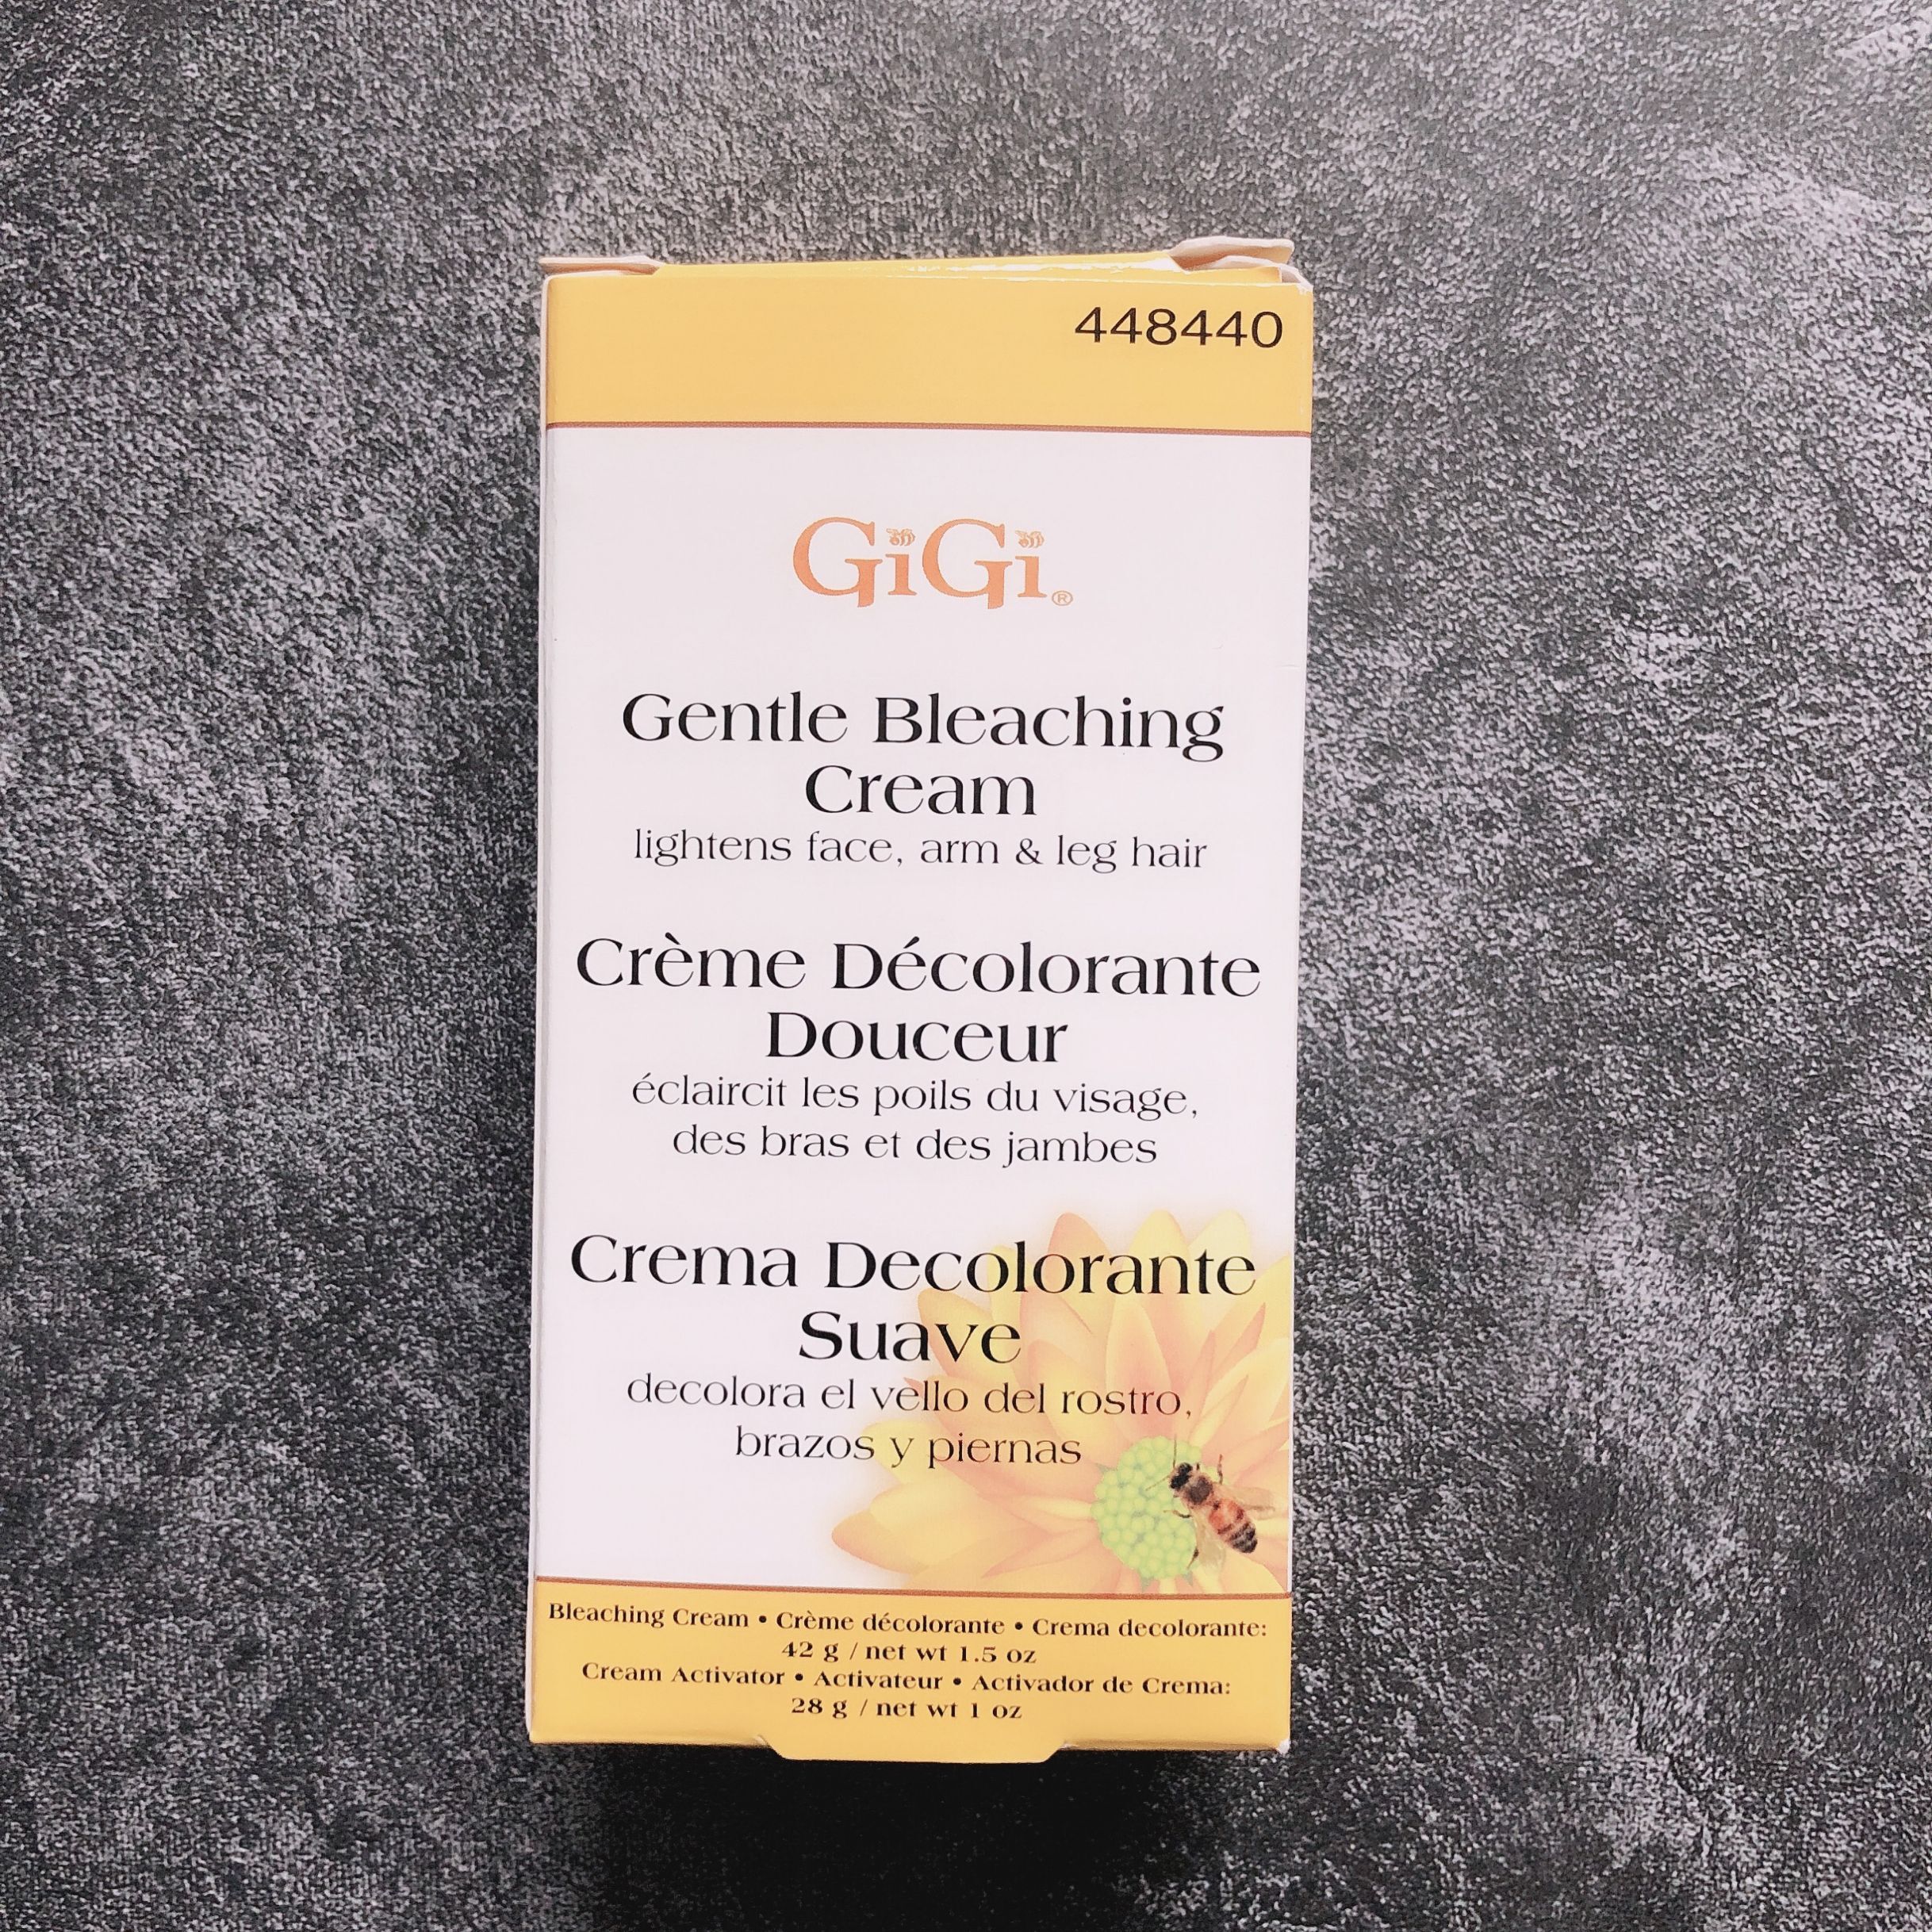 448440
GiGi®
Gentle Bleaching
Cream
lightens face, arm & leg hair
Crème Décolorante
Douceur
éclaircit les poils du visage,
des bras et des jambes
Crema Decolorante
Suave
decolora el vello del rostro,
brazos y piernas
Bleaching Cream • Crème décolorante • Crema decolorante:
42 g / net wt 1.5 oz
Cream Activator • Activateur • Activador de Crema:
28 g / net wt 1 oz